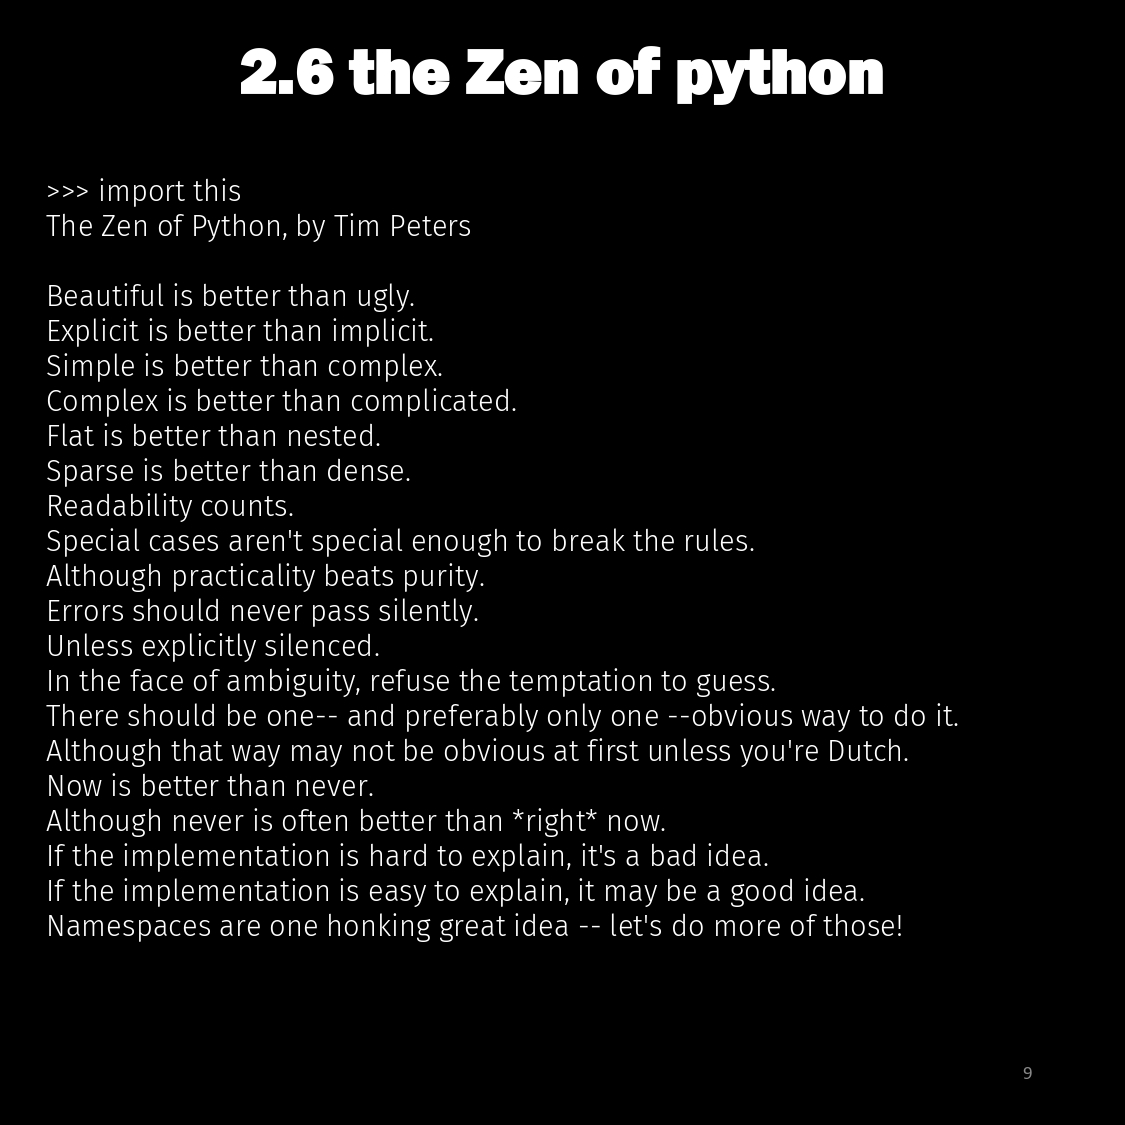 2.6 the Zen of python
>>> import this
The Zen of Python, by Tim Peters
Beautiful is better than ugly.
Explicit is better than implicit.
Simple is better than complex.
Complex is better than complicated.
Flat is better than nested.
Sparse is better than dense.
Readability counts.
Special cases aren't special enough to break the rules.
Although practicality beats purity.
Errors should never pass silently.
Unless explicitly silenced.
In the face of ambiguity, refuse the temptation to guess.
There should be one-- and preferably only one --obvious way to do it.
Although that way may not be obvious at first unless you're Dutch.
Now is better than never.
Although never is often better than *right* now.
If the implementation is hard to explain, it's a bad idea.
If the implementation is easy to explain, it may be a good idea.
Namespaces are one honking great idea -- let's do more of those!
9